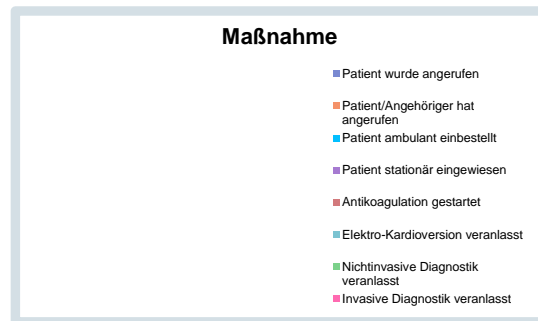 Maßnahme
Patient wurde angerufen
Patient/Angehöriger hat
angerufen
Patient ambulant einbestellt
Patient stationär eingewiesen
Antikoagulation gestartet
Elektro-Kardioversion veranlasst
Nichtinvasive Diagnostik
veranlasst
Invasive Diagnostik veranlasst